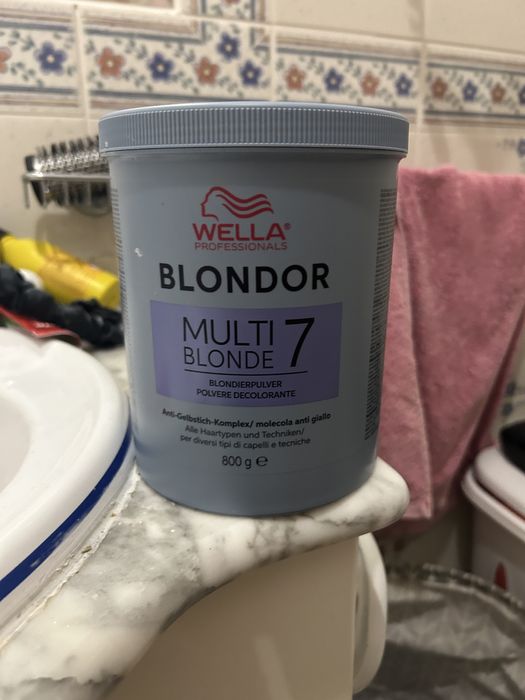 WELLA®
PROFESSIONALS
BLONDOR
MULTI
BLONDE 7
BLONDIERPULVER
POLVERE DECOLORANTE
Anti-Gelbstich-Komplex/ molecola anti giallo
Alle Haartypen und Techniken/
per diversi tipi di capelli e tecniche
800 g ℮